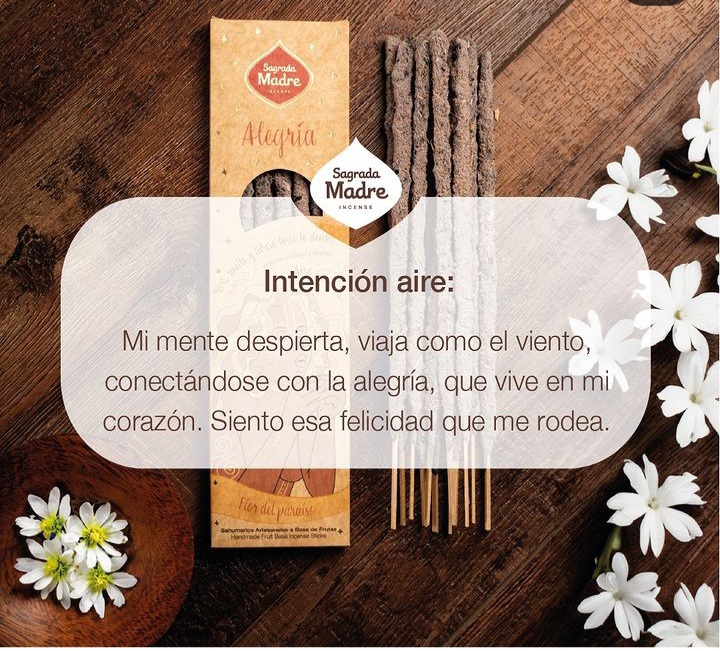 Sagrada
Madre
INCENSE
Alegría
Sagrada
Madre
INCENSE
Intención aire:
Mi mente despierta, viaja como el viento,
conectándose con la alegría, que vive en mi
corazón. Siento esa felicidad que me rodea.
Flor del paraíso
Sahumerios Artesanales a Base de Frutas
Handmade Fruit Base Incense Sticks